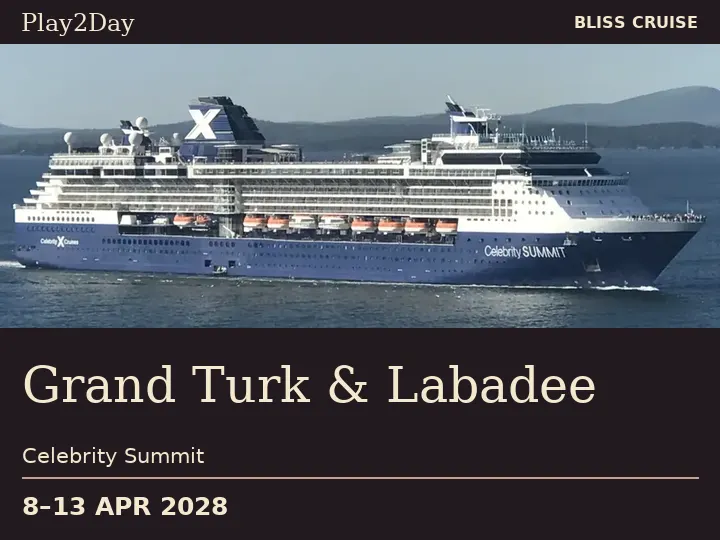 Play2Day
BLISS CRUISE
X
Celebrity X Cruises
Celebrity SUMMIT
Grand Turk & Labadee
Celebrity Summit
8–13 APR 2028